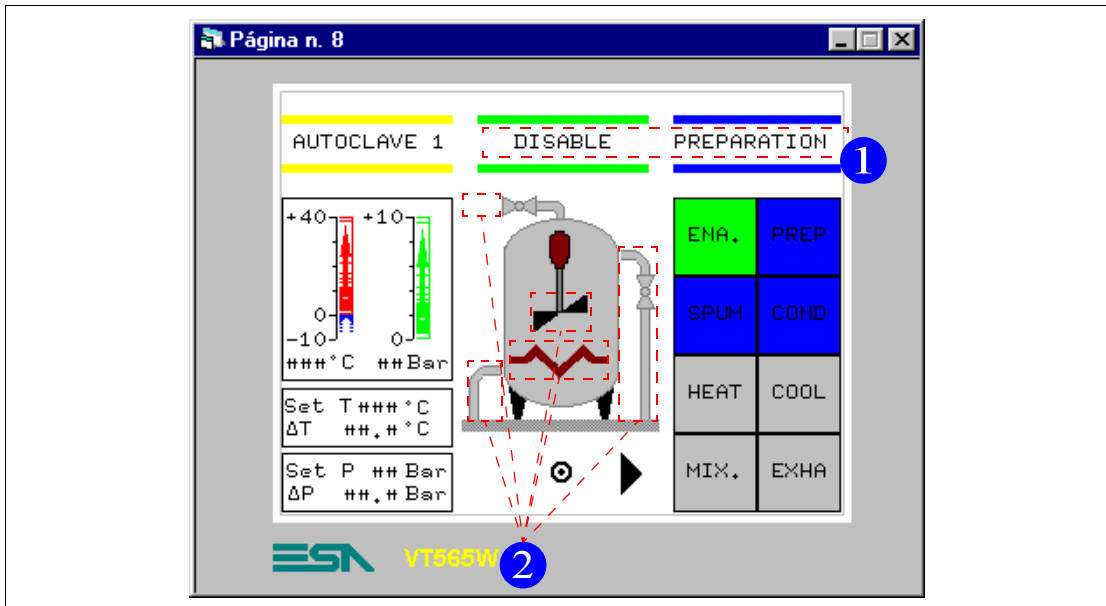 Página n. 8
AUTOCLAVE 1 DISABLE PREPARATION
1
+40 +10
0
-10 0
###°C ##Bar
Set T###°C
ΔT ##.#°C
Set P ##Bar
ΔP ##.#Bar
ENA. PREP
SPUM COND
HEAT COOL
MIX. EXHA
ESA VT565W
2